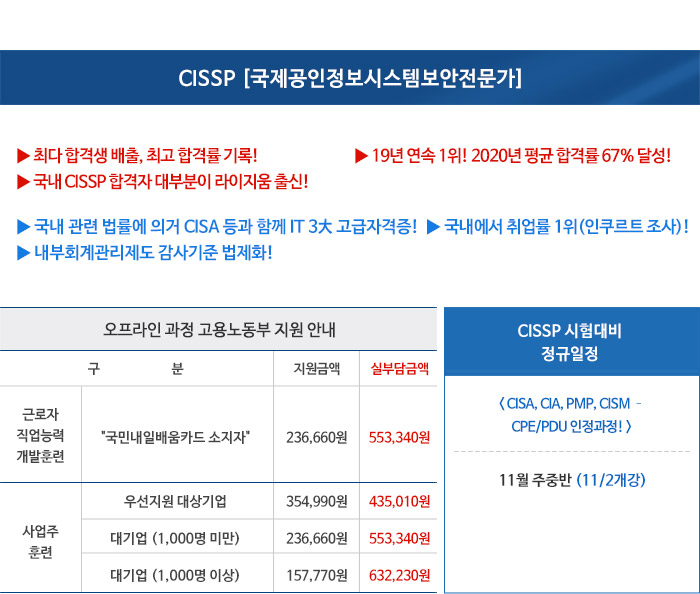 CISSP [국제공인정보시스템보안전문가]
▶ 최다 합격생 배출, 최고 합격률 기록!
▶ 19년 연속 1위! 2020년 평균 합격률 67% 달성!
▶ 국내 CISSP 합격자 대부분이 라이지움 출신!
▶ 국내 관련 법률에 의거 CISA 등과 함께 IT 3大 고급자격증!
▶ 국내에서 취업률 1위(인쿠르트 조사)!
▶ 내부회계관리제도 감사기준 법제화!
오프라인 과정 고용노동부 지원 안내
구 분 지원금액 실부담금액
근로자
직업능력
개발훈련
"국민내일배움카드 소지자" 236,660원 553,340원
사업주
훈련
우선지원 대상기업 354,990원 435,010원
대기업 (1,000명 미만) 236,660원 553,340원
대기업 (1,000명 이상) 157,770원 632,230원
CISSP 시험대비
정규일정
< CISA, CIA, PMP, CISM -
CPE/PDU 인정과정! >
11월 주중반 (11/2개강)